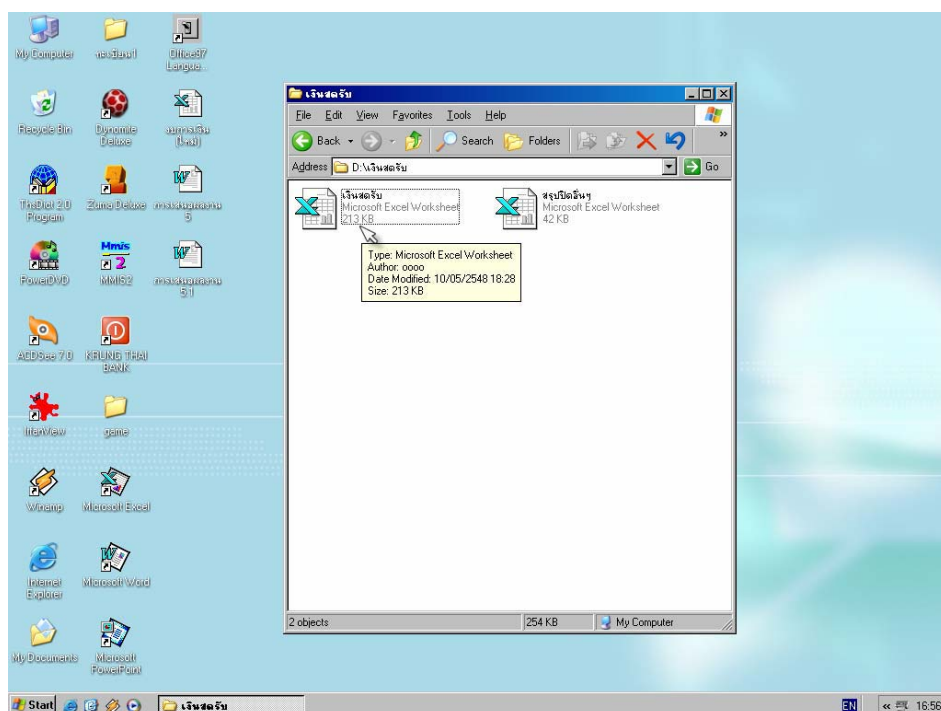 My Computer
Office97
Langua...
Recycle Bin
Dynomite
Deluxe
TheDict 2.0
Program
Zuma Deluxe
5
PowerDVD
Mmis
2
MMIS2
5.1
ACDSee 7.0
KRUNG THAI
BANK
IrfanView
game
Winamp
Microsoft Excel
Internet
Explorer
Microsoft Word
My Documents
Microsoft
PowerPoint
เงินสดรับ
File Edit View Favorites Tools Help
Back Search Folders »
Address D:\เงินสดรับ Go
เงินสดรับ
Microsoft Excel Worksheet
213 KB
สรุปปิดอื่นๆ
Microsoft Excel Worksheet
42 KB
Type: Microsoft Excel Worksheet
Author: oooo
Date Modified: 10/05/2548 18:28
Size: 213 KB
2 objects 254 KB My Computer
Start เงินสดรับ EN « 16:56